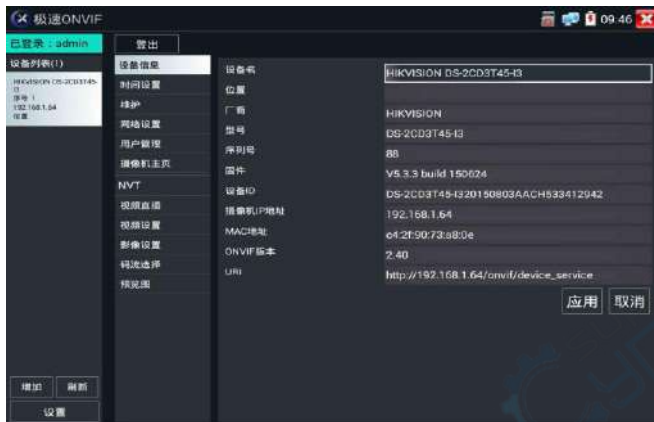 极速ONVIF
09:46
已登录：admin
登出
设备列表(1)
HIKVISION DS-2CD3T45-I3
序号：1
192.168.1.64
位置
设备信息
时间设置
维护
网络设置
用户管理
摄像机主页
NVT
视频直播
视频设置
影像设置
码流选择
预览图
设备名
HIKVISION DS-2CD3T45-I3
位置
厂商
HIKVISION
型号
DS-2CD3T45-I3
序列号
88
固件
V5.3.3 build 150624
设备ID
DS-2CD3T45-I320150803AACH533412942
摄像机IP地址
192.168.1.64
MAC地址
ONVIF版本
2.40
URI
http://192.168.1.64/onvif/device_service
应用
取消
增加
刷新
设置